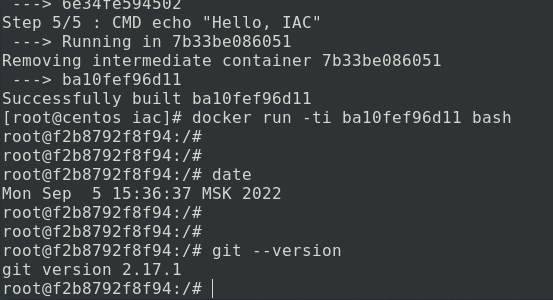 ---> 6e34fe594502
Step 5/5 : CMD echo "Hello, IAC"
---> Running in 7b33be086051
Removing intermediate container 7b33be086051
---> ba10fef96d11
Successfully built ba10fef96d11
[root@centos iac]# docker run -ti ba10fef96d11 bash
root@f2b8792f8f94:/#
root@f2b8792f8f94:/#
root@f2b8792f8f94:/# date
Mon Sep  5 15:36:37 MSK 2022
root@f2b8792f8f94:/#
root@f2b8792f8f94:/#
root@f2b8792f8f94:/# git --version
git version 2.17.1
root@f2b8792f8f94:/#